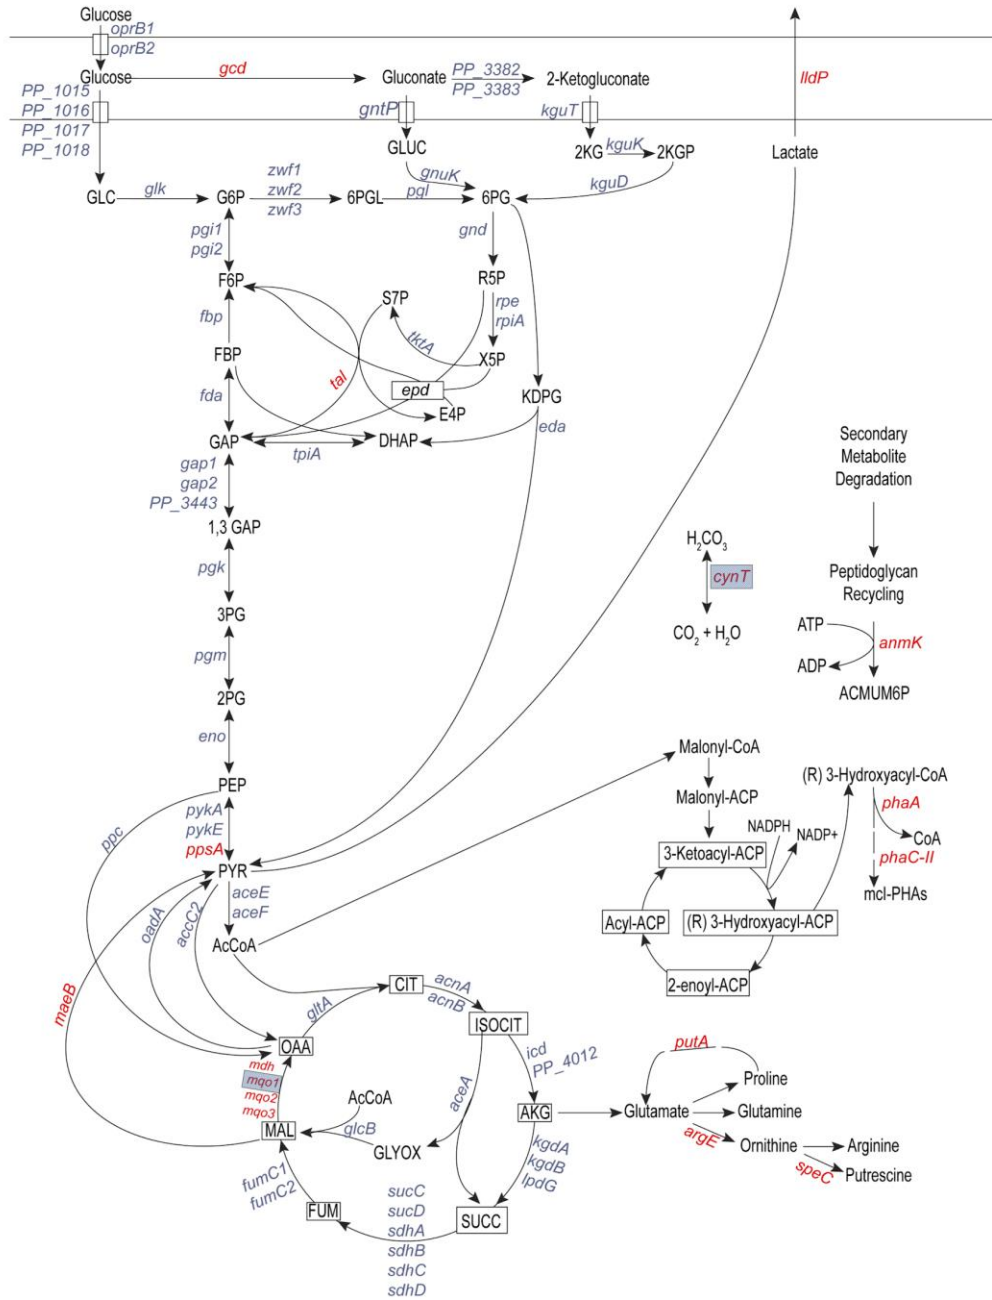 Glucose
oprB1
oprB2
Glucose
gcd
Gluconate
PP_3382
PP_3383
2-Ketogluconate
lldP
PP_1015
PP_1016
PP_1017
PP_1018
gntP
kguT
GLUC
2KG
kguK
2KGP
Lactate
gnuK
kguD
GLC
glk
G6P
zwf1
zwf2
zwf3
6PGL
pgl
6PG
pgi1
pgi2
gnd
F6P
R5P
S7P
rpe
rpiA
fbp
tktA
FBP
X5P
tal
fda
epd
KDPG
E4P
eda
GAP
tpiA
DHAP
Secondary
Metabolite
Degradation
gap1
gap2
PP_3443
1,3 GAP
H2CO3
cynT
CO2 + H2O
pgk
Peptidoglycan
Recycling
3PG
ATP
anmK
ADP
ACMUM6P
pgm
2PG
eno
PEP
Malonyl-CoA
Malonyl-ACP
(R) 3-Hydroxyacyl-CoA
phaA
CoA
phaC-II
mcl-PHAs
pykA
pykE
ppsA
ppc
NADPH
NADP+
3-Ketoacyl-ACP
PYR
aceE
aceF
oadA
accC2
Acyl-ACP
(R) 3-Hydroxyacyl-ACP
2-enoyl-ACP
AcCoA
maeB
CIT
acnA
acnB
gltA
ISOCIT
OAA
icd
PP_4012
mdh
mqo1
mqo2
mqo3
putA
Proline
aceA
AcCoA
AKG
Glutamate
Glutamine
MAL
glcB
GLYOX
argE
Ornithine
Arginine
kgdA
kgdB
lpdG
speC
Putrescine
fumC1
fumC2
FUM
sucC
sucD
sdhA
sdhB
sdhC
sdhD
SUCC